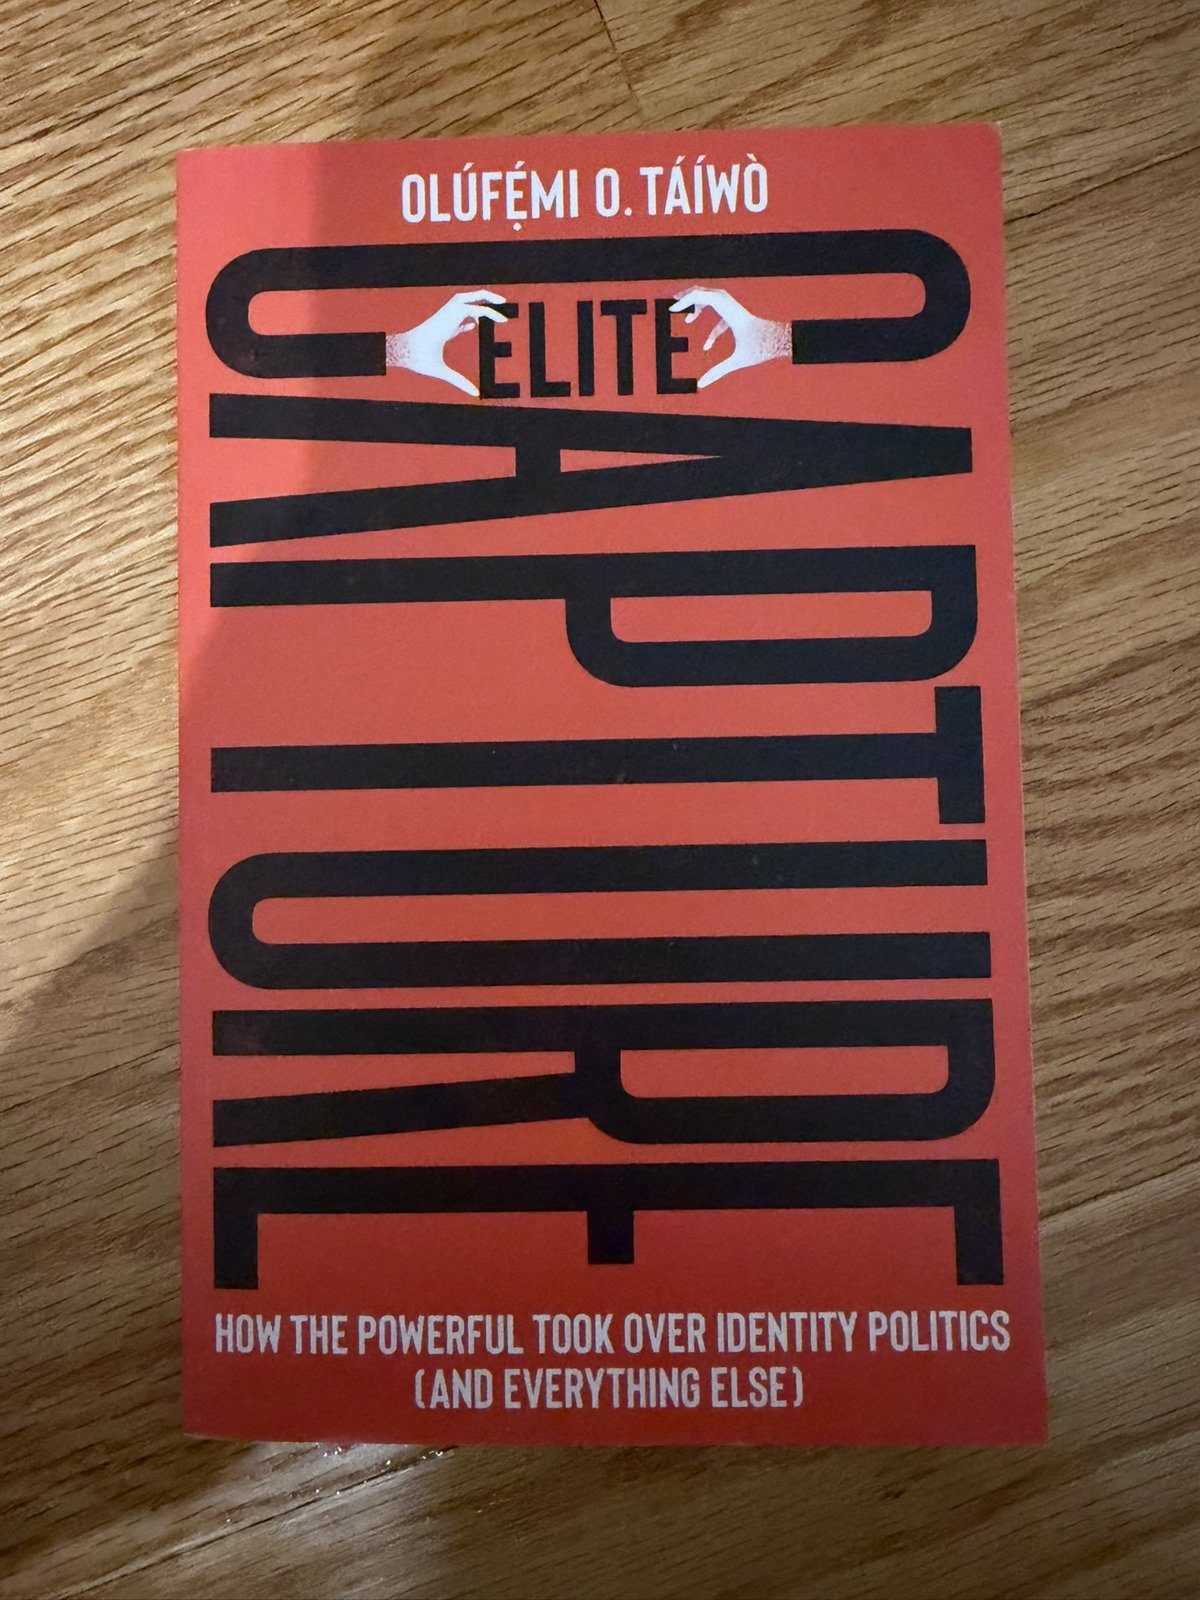 OLÚFẸ́MI O. TÁÍWÒ
ELITE
CAPTURE
HOW THE POWERFUL TOOK OVER IDENTITY POLITICS
(AND EVERYTHING ELSE)